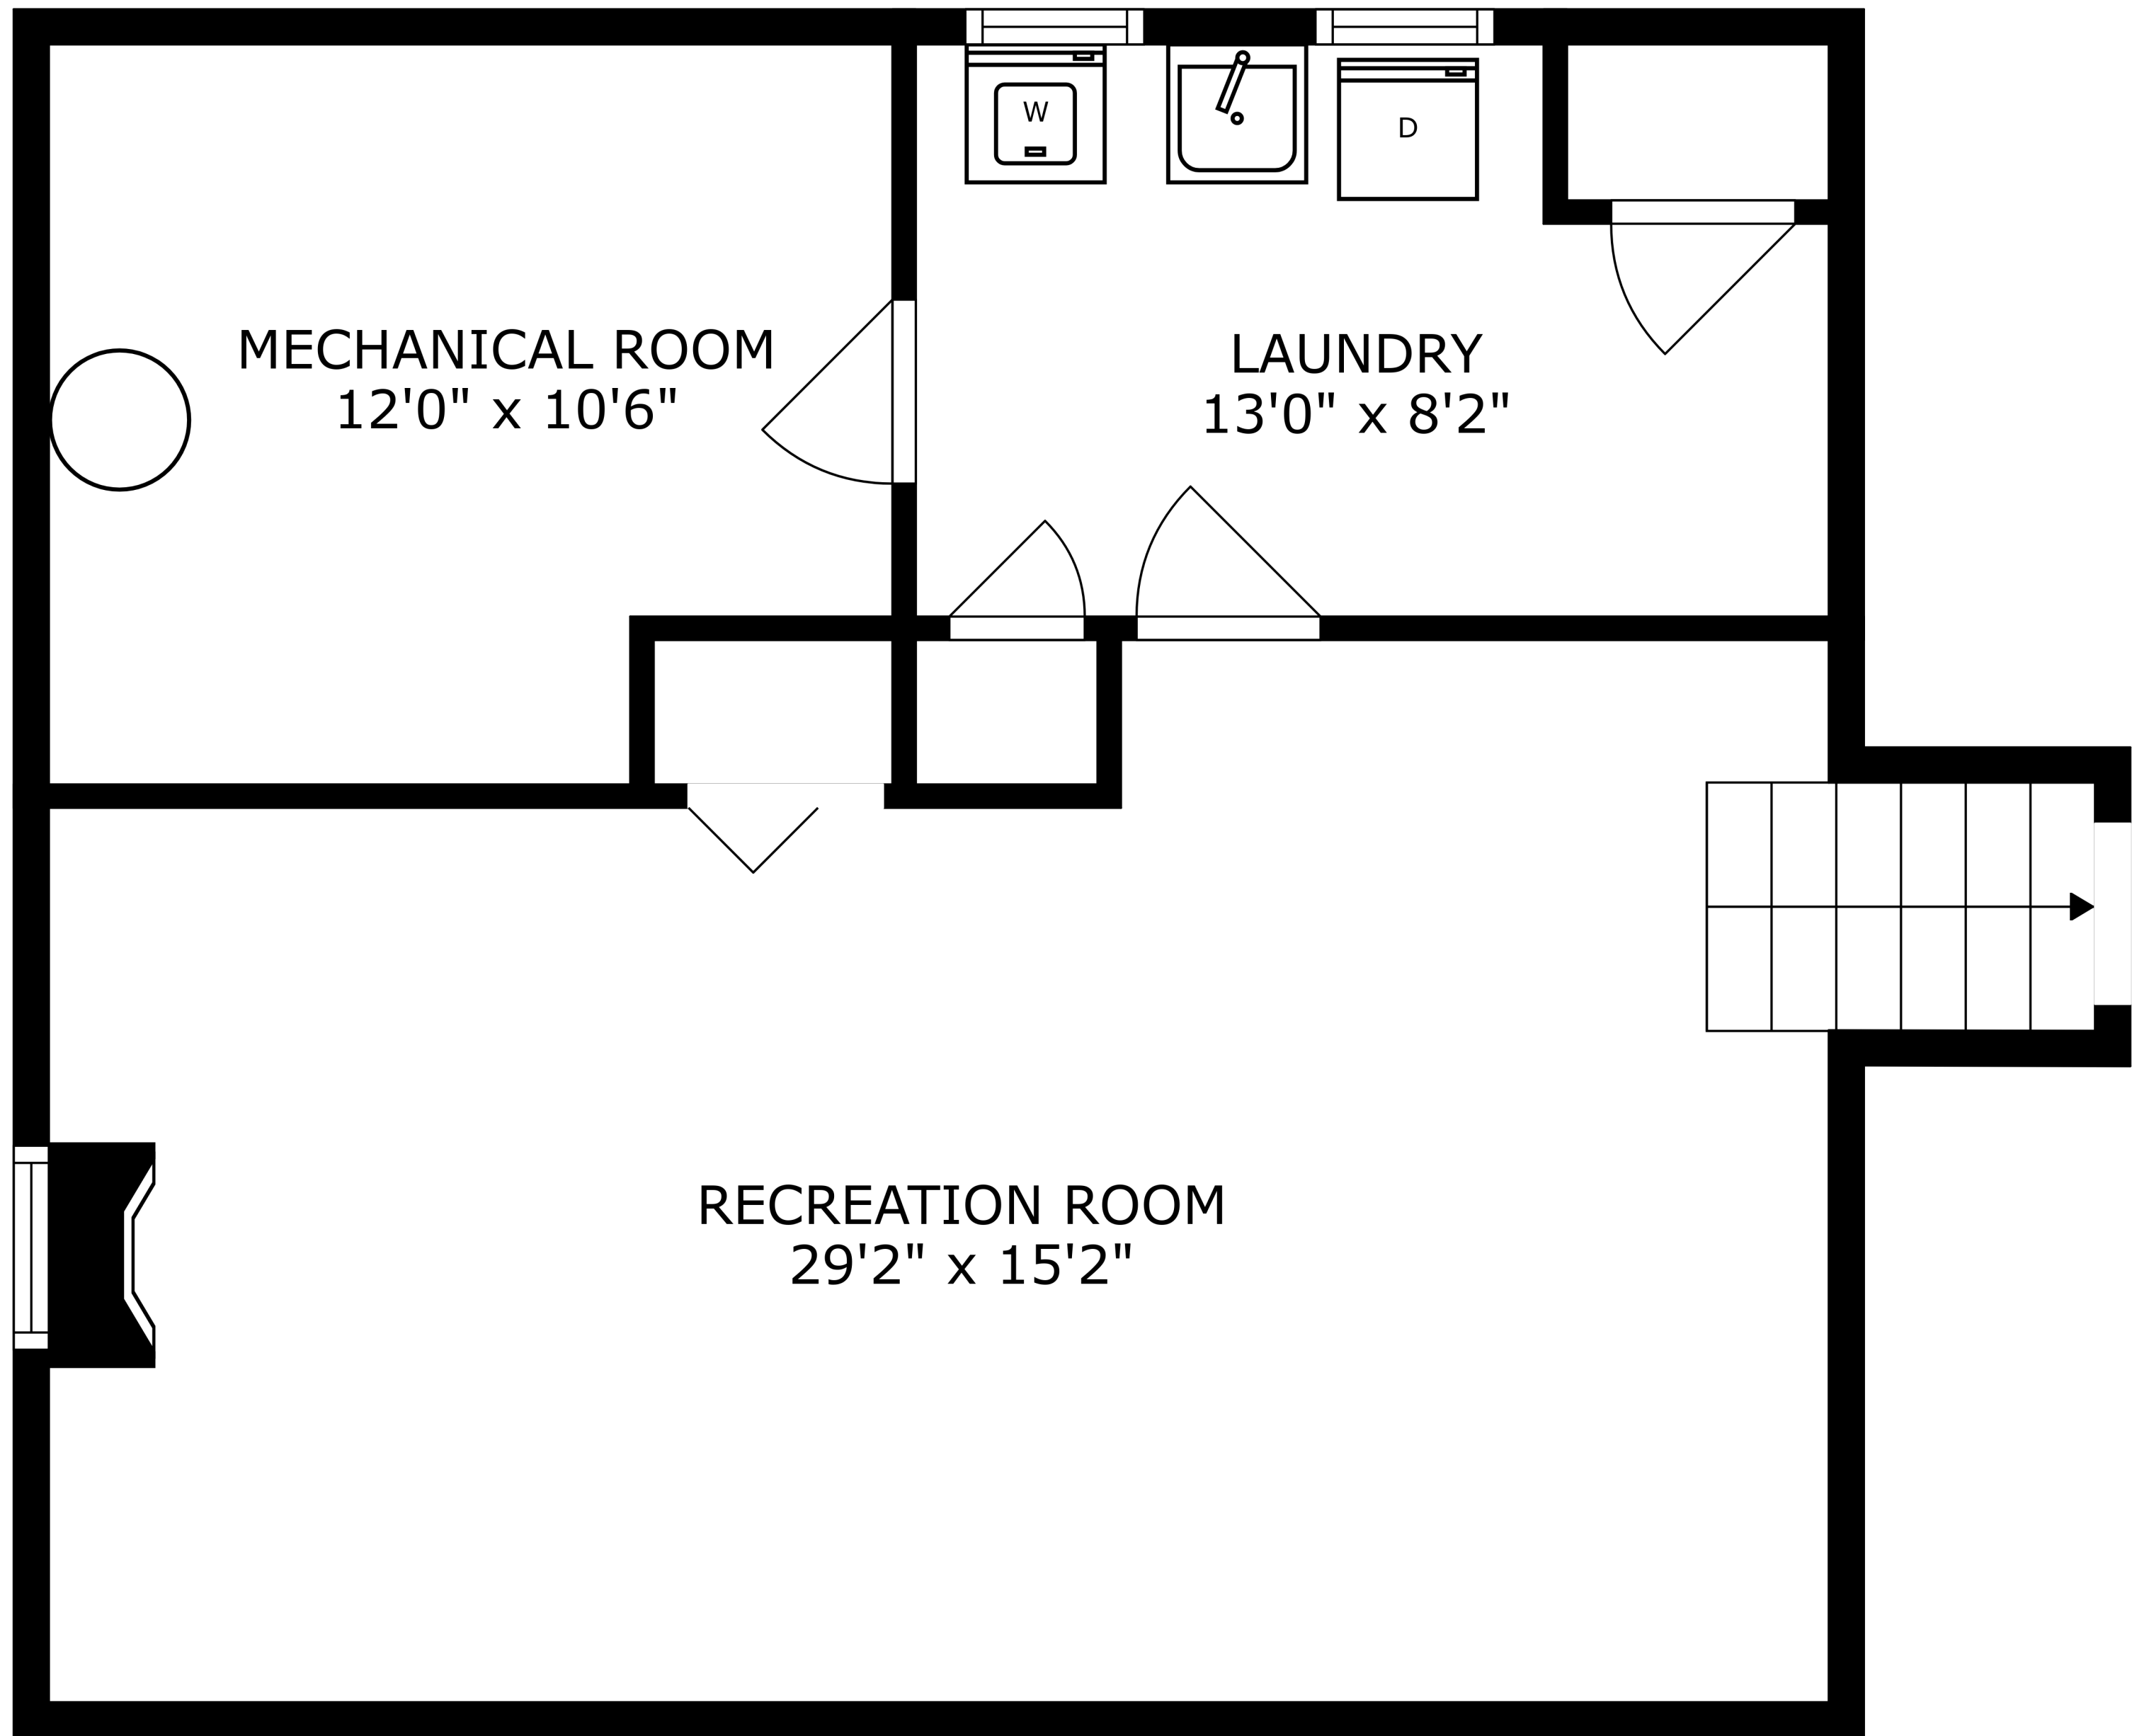 W
D
MECHANICAL ROOM
12'0" x 10'6"
LAUNDRY
13'0" x 8'2"
RECREATION ROOM
29'2" x 15'2"